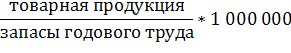 товарная продукция
запасы годового труда
* 1 000 000